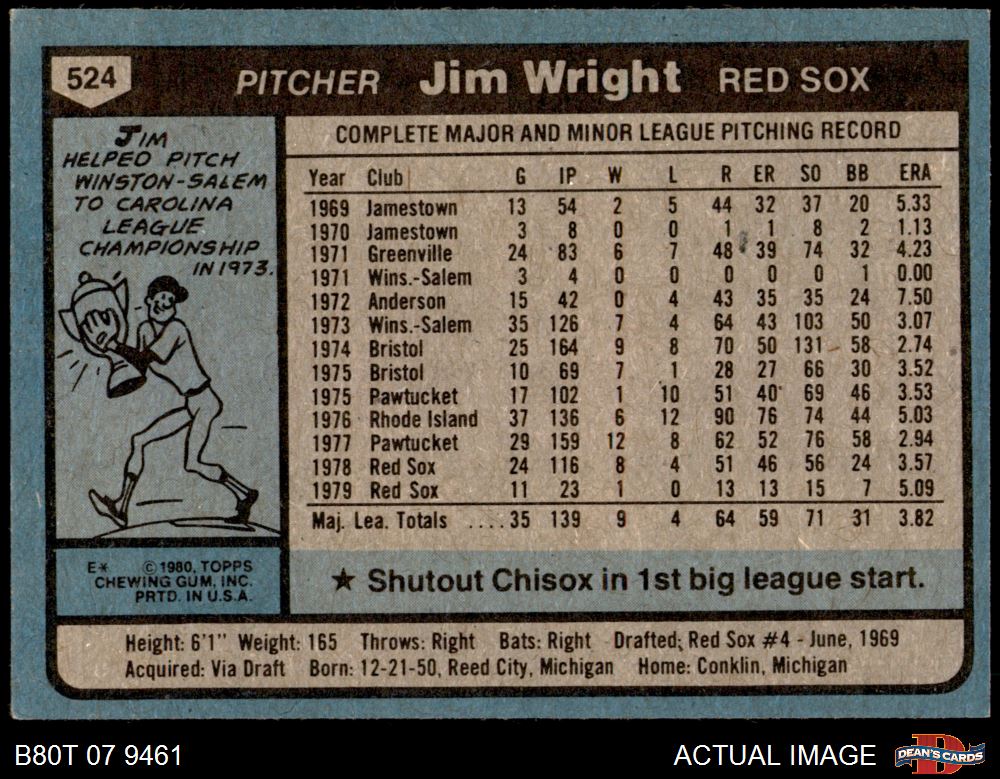 524 PITCHER Jim Wright RED SOX
JIM
HELPED PITCH
WINSTON-SALEM
TO CAROLINA
LEAGUE
CHAMPIONSHIP
IN 1973.
COMPLETE MAJOR AND MINOR LEAGUE PITCHING RECORD
Year Club G IP W L R ER SO BB ERA
1969 Jamestown 13 54 2 5 44 32 37 20 5.33
1970 Jamestown 3 8 0 0 1 1 8 2 1.13
1971 Greenville 24 83 6 7 48 39 74 32 4.23
1971 Wins.-Salem 3 4 0 0 0 0 0 1 0.00
1972 Anderson 15 42 0 4 43 35 35 24 7.50
1973 Wins.-Salem 35 126 7 4 64 43 103 50 3.07
1974 Bristol 25 164 9 8 70 50 131 58 2.74
1975 Bristol 10 69 7 1 28 27 66 30 3.52
1975 Pawtucket 17 102 1 10 51 40 69 46 3.53
1976 Rhode Island 37 136 6 12 90 76 74 44 5.03
1977 Pawtucket 29 159 12 8 62 52 76 58 2.94
1978 Red Sox 24 116 8 4 51 46 56 24 3.57
1979 Red Sox 11 23 1 0 13 13 15 7 5.09
Maj. Lea. Totals ....35 139 9 4 64 59 71 31 3.82
E* © 1980, TOPPS
CHEWING GUM, INC.
PRTD. IN U.S.A.
★ Shutout Chisox in 1st big league start.
Height: 6'1" Weight: 165 Throws: Right Bats: Right Drafted: Red Sox #4 - June, 1969
Acquired: Via Draft Born: 12-21-50, Reed City, Michigan Home: Conklin, Michigan
B80T 07 9461 ACTUAL IMAGE DEAN'S CARDS